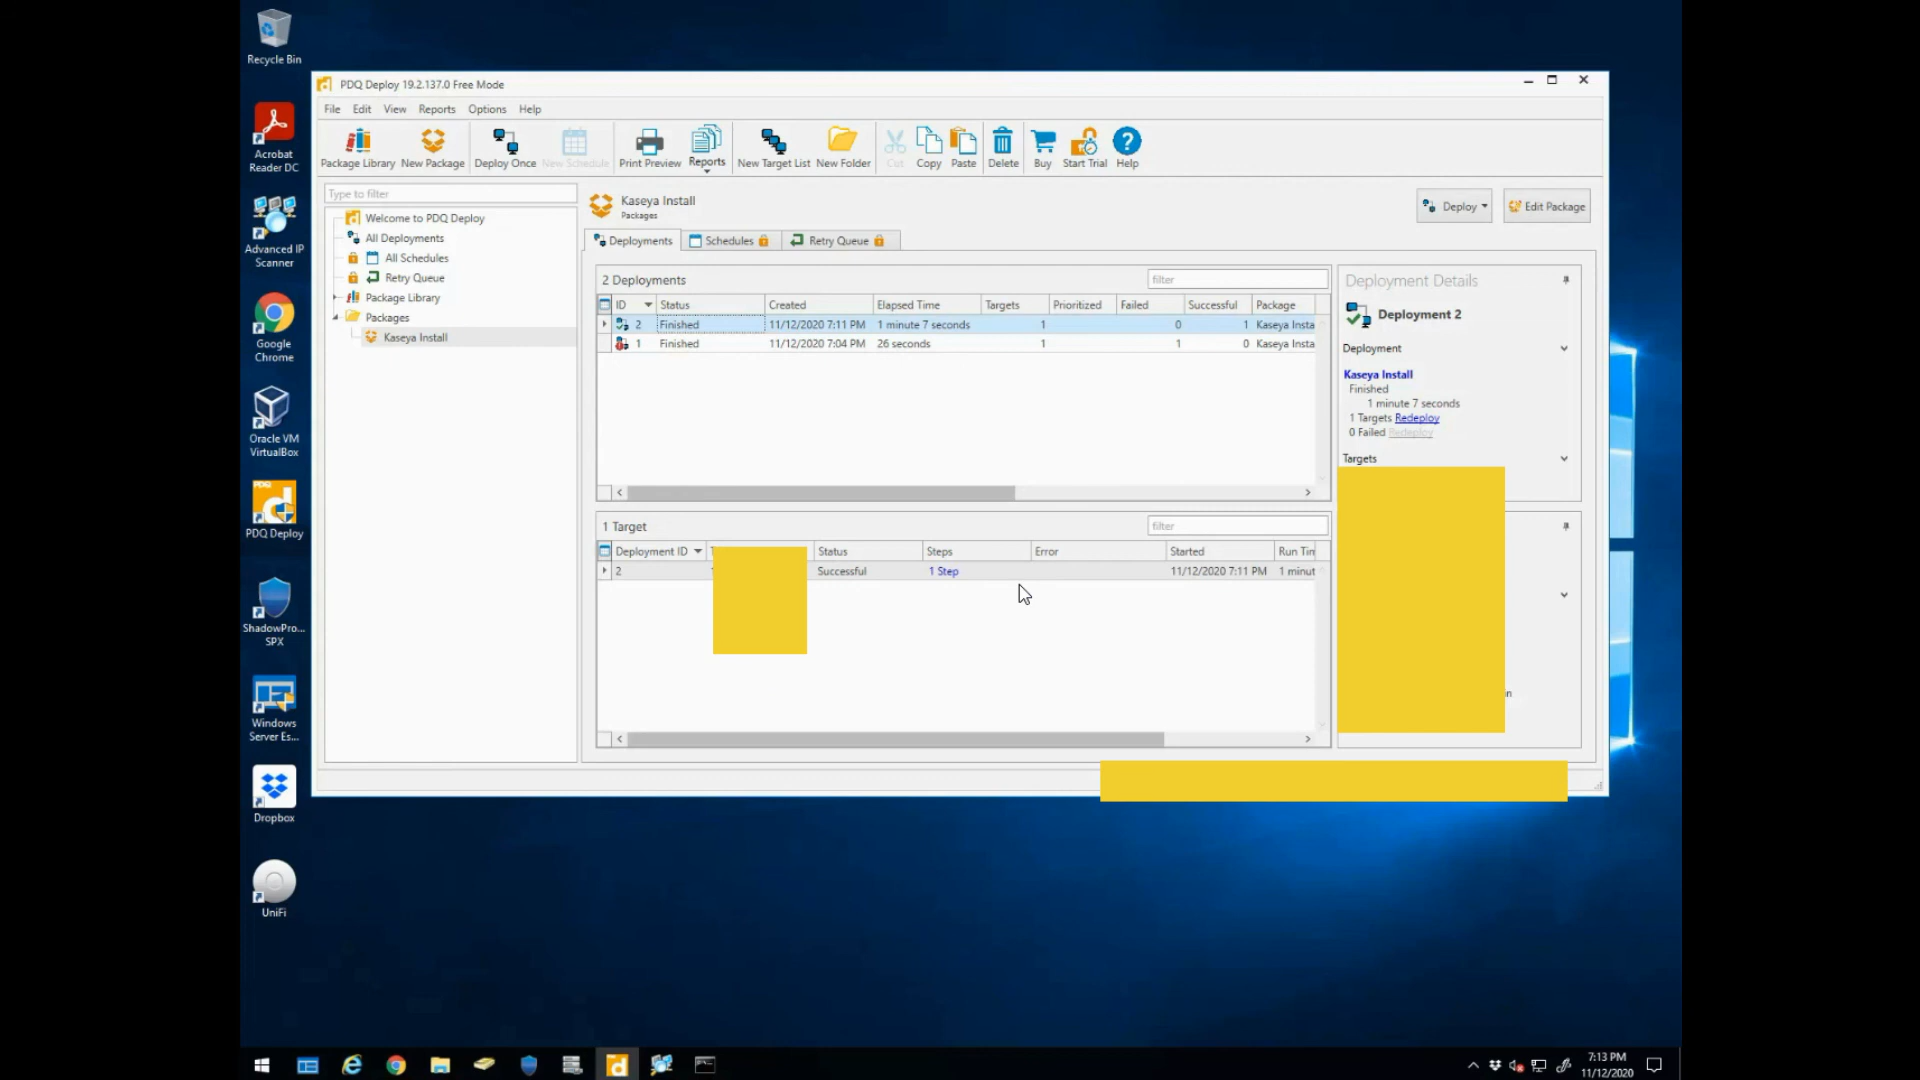 Recycle Bin
Acrobat
Reader DC
Advanced IP
Scanner
Google
Chrome
Oracle VM
VirtualBox
PDQ Deploy
ShadowPro...
SPX
Windows
Server Es...
Dropbox
UniFi
PDQ Deploy 19.2.137.0 Free Mode
File Edit View Reports Options Help
Package Library New Package Deploy Once New Schedule Print Preview Reports New Target List New Folder Cut Copy Paste Delete Buy Start Trial Help
Type to filter
Welcome to PDQ Deploy
All Deployments
All Schedules
Retry Queue
Package Library
Packages
Kaseya Install
Kaseya Install
Packages
Deploy Edit Package
Deployments Schedules Retry Queue
2 Deployments filter
ID Status Created Elapsed Time Targets Prioritized Failed Successful Package
2 Finished 11/12/2020 7:11 PM 1 minute 7 seconds 1 0 1 Kaseya Insta
1 Finished 11/12/2020 7:04 PM 26 seconds 1 1 0 Kaseya Insta
1 Target filter
Deployment ID Status Steps Error Started Run Tim
2 Successful 1 Step 11/12/2020 7:11 PM 1 minut
Deployment Details
Deployment 2
Deployment
Kaseya Install
Finished
1 minute 7 seconds
1 Targets Redeploy
0 Failed Redeploy
Targets
7:13 PM
11/12/2020